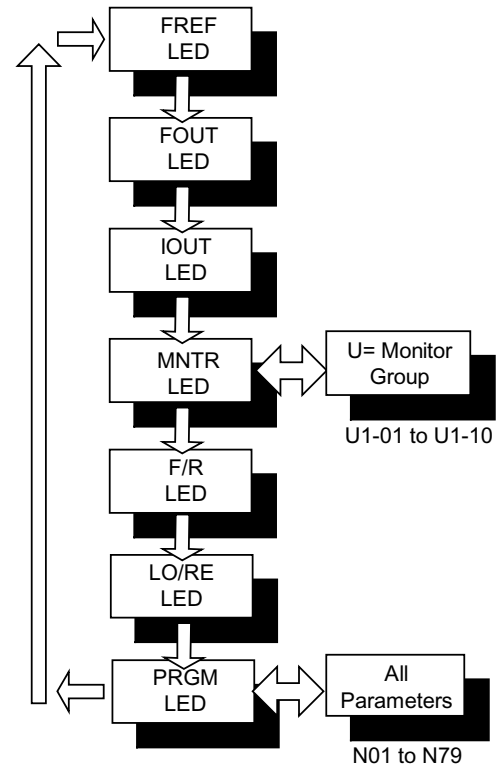 FREF
LED
FOUT
LED
IOUT
LED
MNTR
LED
U= Monitor
Group
U1-01 to U1-10
F/R
LED
LO/RE
LED
PRGM
LED
All
Parameters
N01 to N79